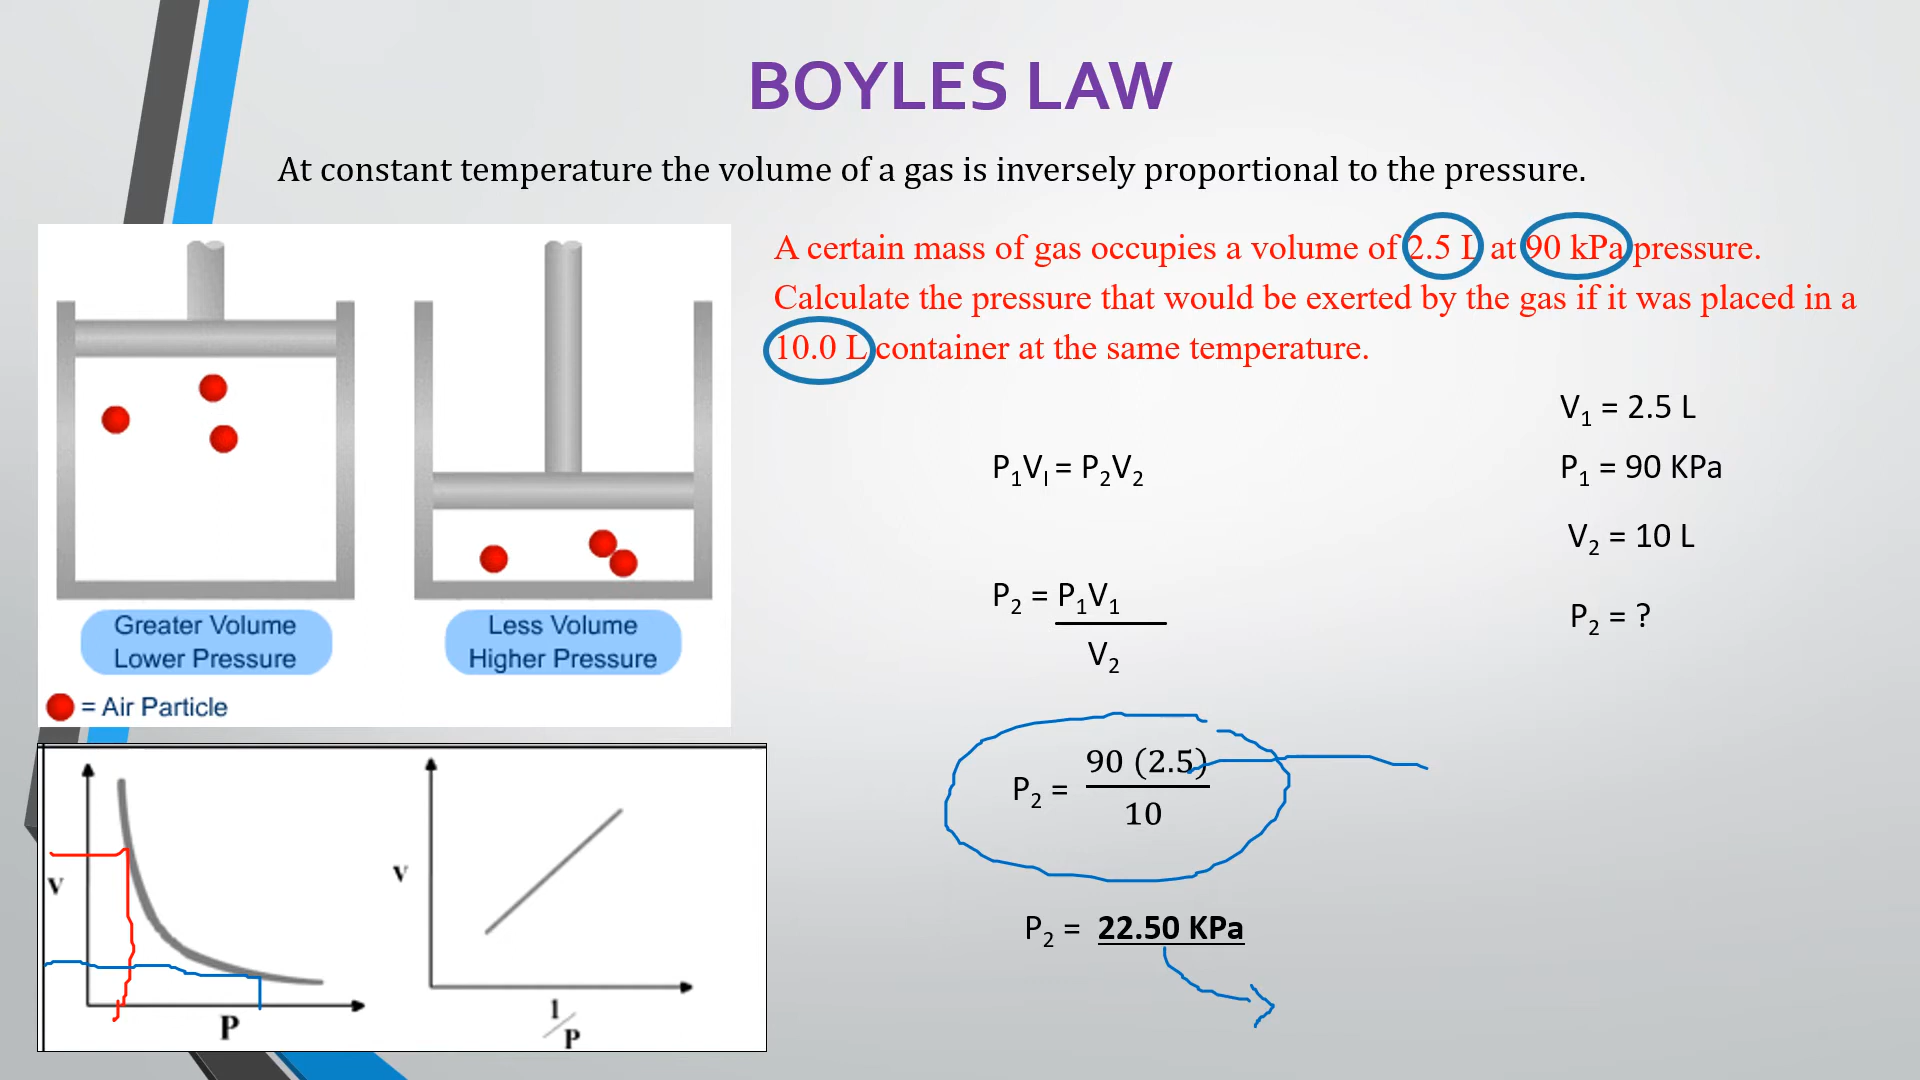 BOYLES LAW
At constant temperature the volume of a gas is inversely proportional to the pressure.
A certain mass of gas occupies a volume of 2.5 L at 90 kPa pressure.
Calculate the pressure that would be exerted by the gas if it was placed in a
10.0 L container at the same temperature.
V₁ = 2.5 L
P₁Vₗ = P₂V₂
P₁ = 90 KPa
V₂ = 10 L
P₂ = P₁V₁
V₂
P₂ = ?
P₂ = 90 (2.5)
10
P₂ = 22.50 KPa
Greater Volume
Lower Pressure
Less Volume
Higher Pressure
= Air Particle
V
P
V
1/P